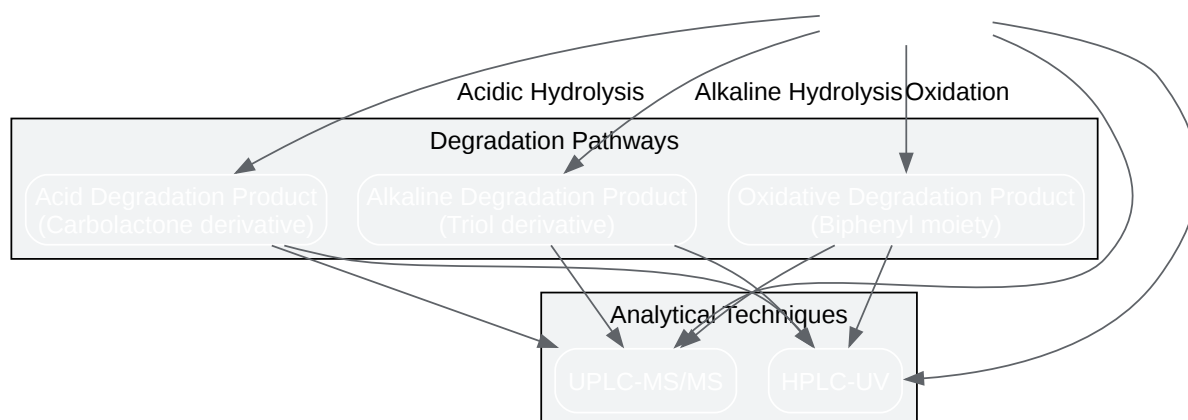 Acidic Hydrolysis
Alkaline Hydrolysis
Oxidation
Degradation Pathways
Acid Degradation Product
(Carbolactone derivative)
Alkaline Degradation Product
(Triol derivative)
Oxidative Degradation Product
(Biphenyl moiety)
Analytical Techniques
UPLC-MS/MS
HPLC-UV